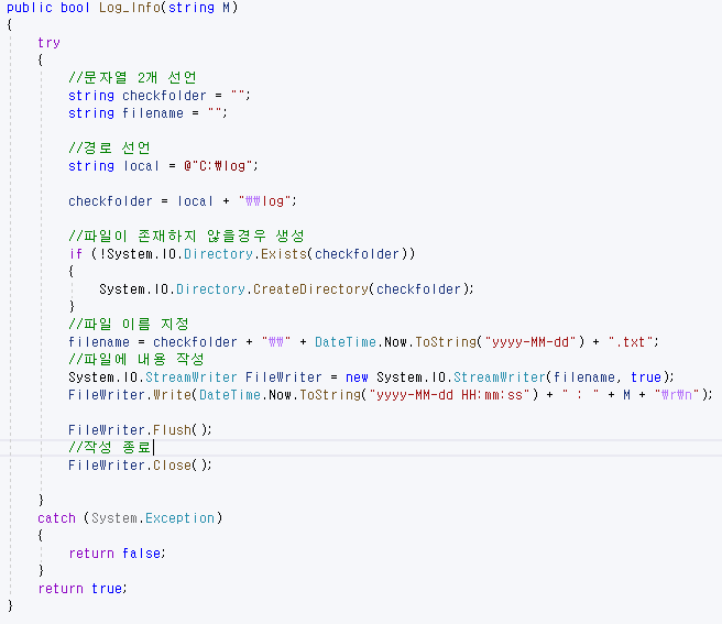 public bool Log_Info(string M)
{
try
{
//문자열 2개 선언
string checkfolder = "";
string filename = "";
//경로 선언
string local = @"C:₩log";
checkfolder = local + "₩₩log";
//파일이 존재하지 않을경우 생성
if (!System.IO.Directory.Exists(checkfolder))
{
System.IO.Directory.CreateDirectory(checkfolder);
}
//파일 이름 지정
filename = checkfolder + "₩₩" + DateTime.Now.ToString("yyyy-MM-dd") + ".txt";
//파일에 내용 작성
System.IO.StreamWriter FileWriter = new System.IO.StreamWriter(filename, true);
FileWriter.Write(DateTime.Now.ToString("yyyy-MM-dd HH:mm:ss") + " : " + M + "₩r₩n");
FileWriter.Flush();
//작성 종료
FileWriter.Close();
}
catch (System.Exception)
{
return false;
}
return true;
}